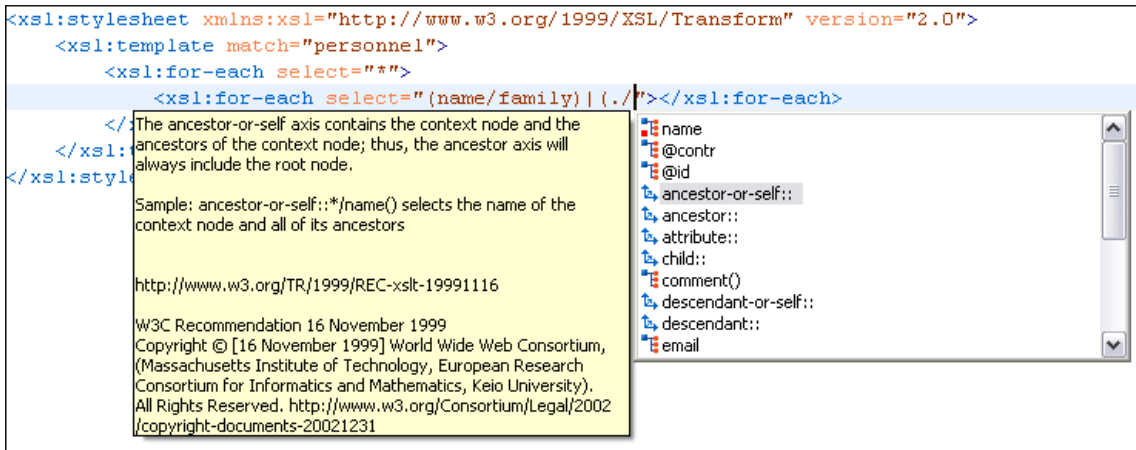 <xsl:stylesheet xmlns:xsl="http://www.w3.org/1999/XSL/Transform" version="2.0">
<xsl:template match="personnel">
<xsl:for-each select="*">
<xsl:for-each select="(name/family)|(./"></xsl:for-each>
</
</xsl:
</xsl:style
The ancestor-or-self axis contains the context node and the
ancestors of the context node; thus, the ancestor axis will
always include the root node.
Sample: ancestor-or-self::*/name() selects the name of the
context node and all of its ancestors
http://www.w3.org/TR/1999/REC-xslt-19991116
W3C Recommendation 16 November 1999
Copyright © [16 November 1999] World Wide Web Consortium,
(Massachusetts Institute of Technology, European Research
Consortium for Informatics and Mathematics, Keio University).
All Rights Reserved. http://www.w3.org/Consortium/Legal/2002
/copyright-documents-20021231
name
@contr
@id
ancestor-or-self::
ancestor::
attribute::
child::
comment()
descendant-or-self::
descendant::
email